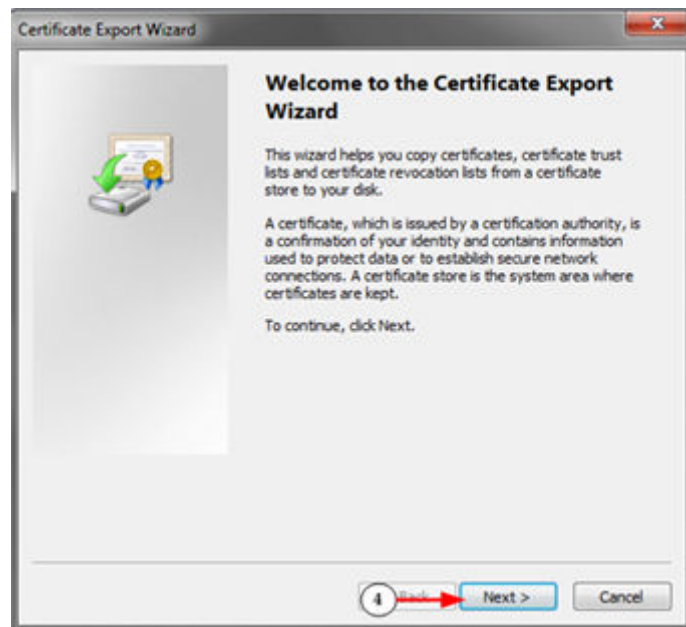 Certificate Export Wizard
Welcome to the Certificate Export
Wizard
This wizard helps you copy certificates, certificate trust
lists and certificate revocation lists from a certificate
store to your disk.
A certificate, which is issued by a certification authority, is
a confirmation of your identity and contains information
used to protect data or to establish secure network
connections. A certificate store is the system area where
certificates are kept.
To continue, click Next.
4 Back Next > Cancel